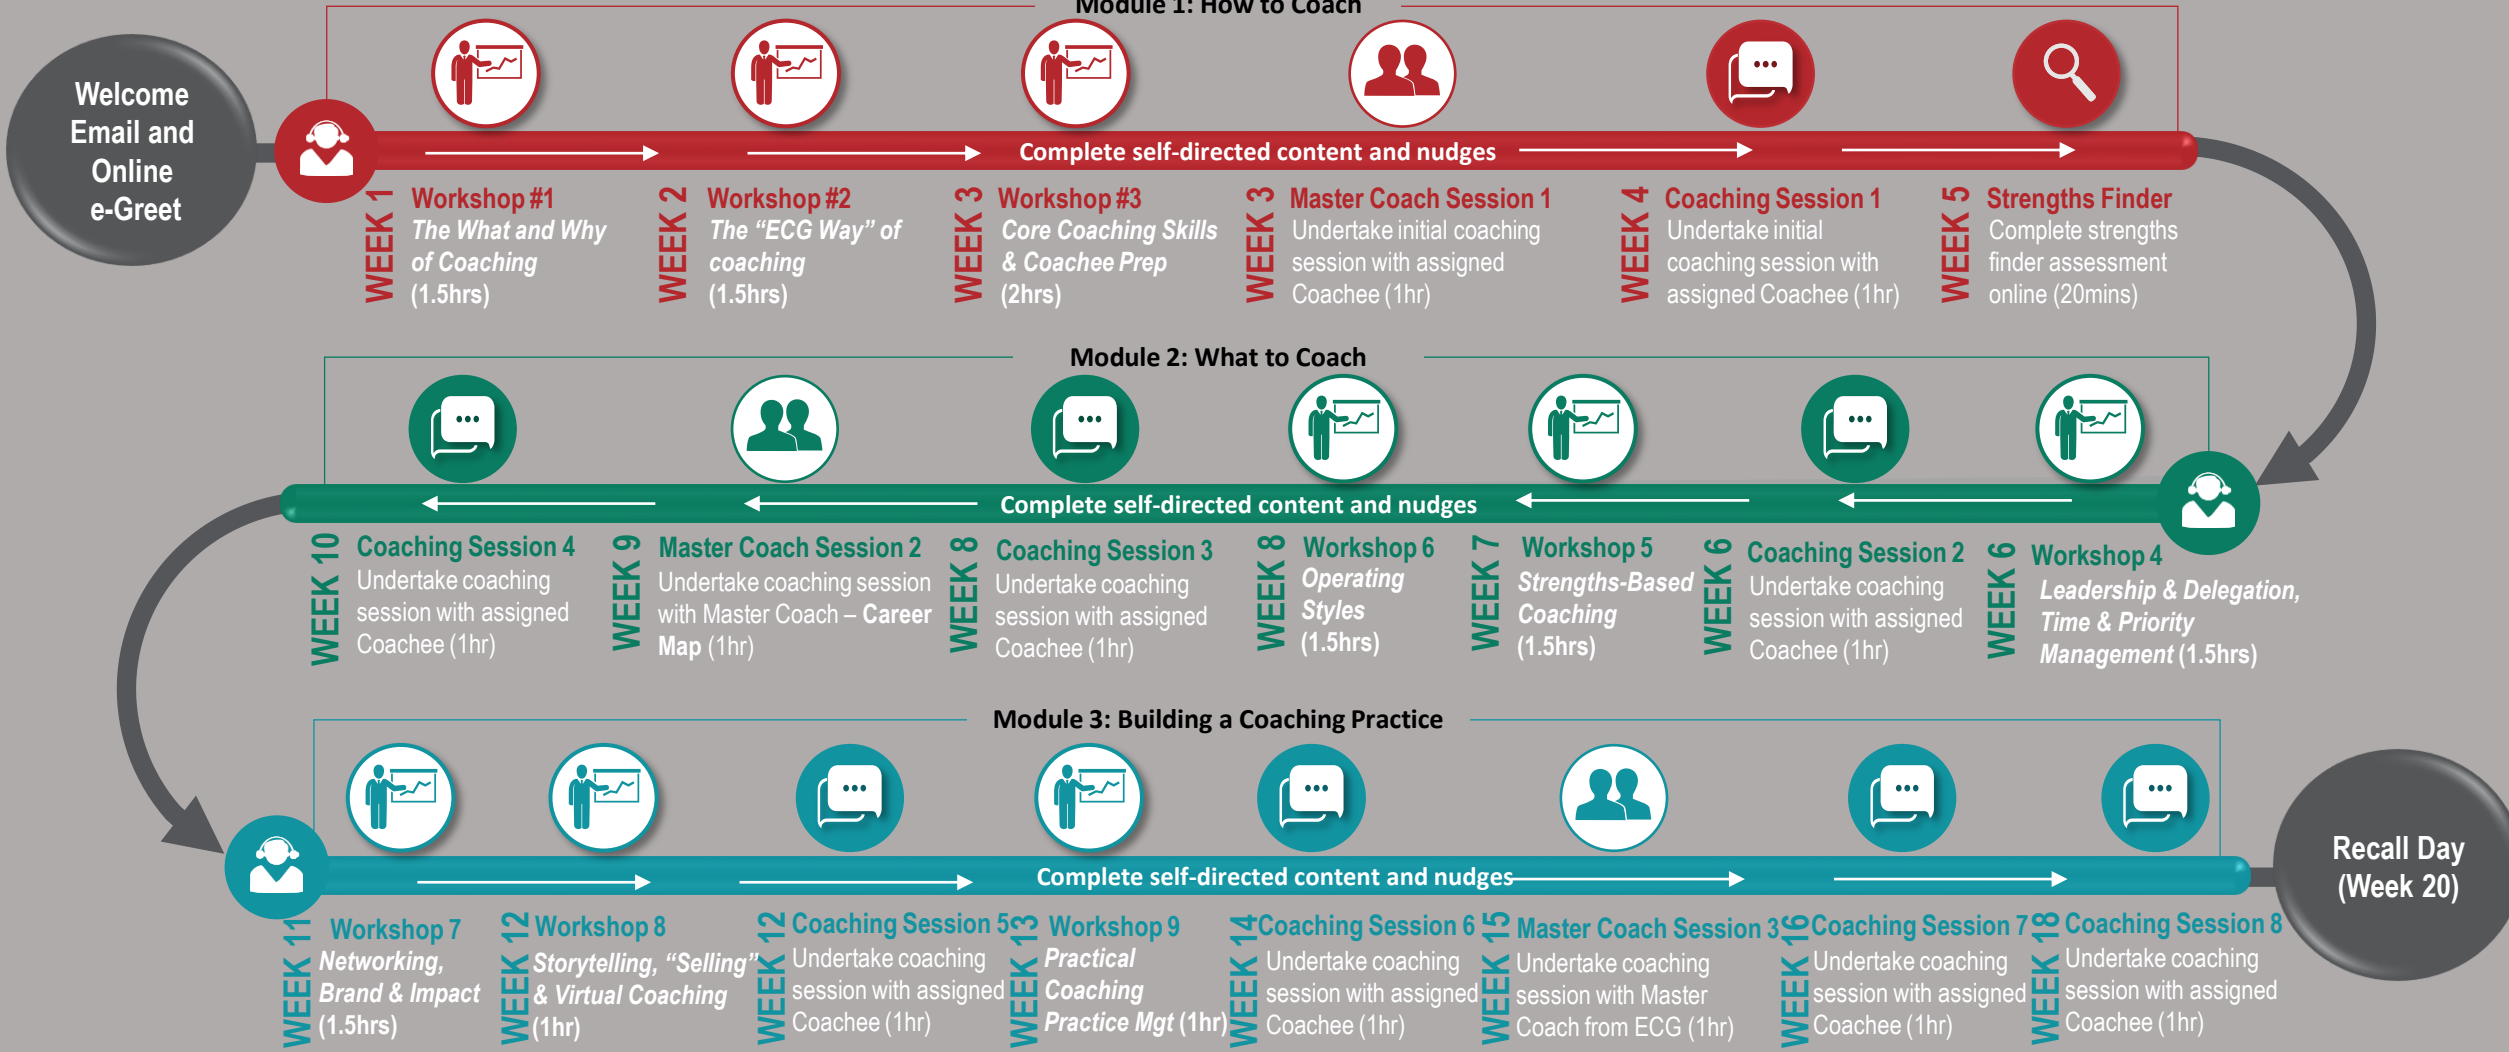 Module 1: How to Coach
Welcome
Email and
Online
e-Greet
Complete self-directed content and nudges
WEEK 1
Workshop #1
The What and Why
of Coaching
(1.5hrs)
WEEK 2
Workshop #2
The “ECG Way” of
coaching
(1.5hrs)
WEEK 3
Workshop #3
Core Coaching Skills
& Coachee Prep
(2hrs)
WEEK 3
Master Coach Session 1
Undertake initial coaching
session with assigned
Coachee (1hr)
WEEK 4
Coaching Session 1
Undertake initial
coaching session with
assigned Coachee (1hr)
WEEK 5
Strengths Finder
Complete strengths
finder assessment
online (20mins)
Module 2: What to Coach
Complete self-directed content and nudges
WEEK 10
Coaching Session 4
Undertake coaching
session with assigned
Coachee (1hr)
WEEK 9
Master Coach Session 2
Undertake coaching session
with Master Coach – Career
Map (1hr)
WEEK 8
Coaching Session 3
Undertake coaching
session with assigned
Coachee (1hr)
WEEK 8
Workshop 6
Operating
Styles
(1.5hrs)
WEEK 7
Workshop 5
Strengths-Based
Coaching
(1.5hrs)
WEEK 6
Coaching Session 2
Undertake coaching
session with assigned
Coachee (1hr)
WEEK 6
Workshop 4
Leadership & Delegation,
Time & Priority
Management (1.5hrs)
Module 3: Building a Coaching Practice
Complete self-directed content and nudges
WEEK 11
Workshop 7
Networking,
Brand & Impact
(1.5hrs)
WEEK 12
Workshop 8
Storytelling, “Selling”
& Virtual Coaching
(1hr)
WEEK 12
Coaching Session 5
Undertake coaching
session with assigned
Coachee (1hr)
WEEK 13
Workshop 9
Practical
Coaching
Practice Mgt (1hr)
WEEK 14
Coaching Session 6
Undertake coaching
session with assigned
Coachee (1hr)
WEEK 15
Master Coach Session 3
Undertake coaching
session with Master
Coach from ECG (1hr)
WEEK 16
Coaching Session 7
Undertake coaching
session with assigned
Coachee (1hr)
WEEK 18
Coaching Session 8
Undertake coaching
session with assigned
Coachee (1hr)
Recall Day
(Week 20)